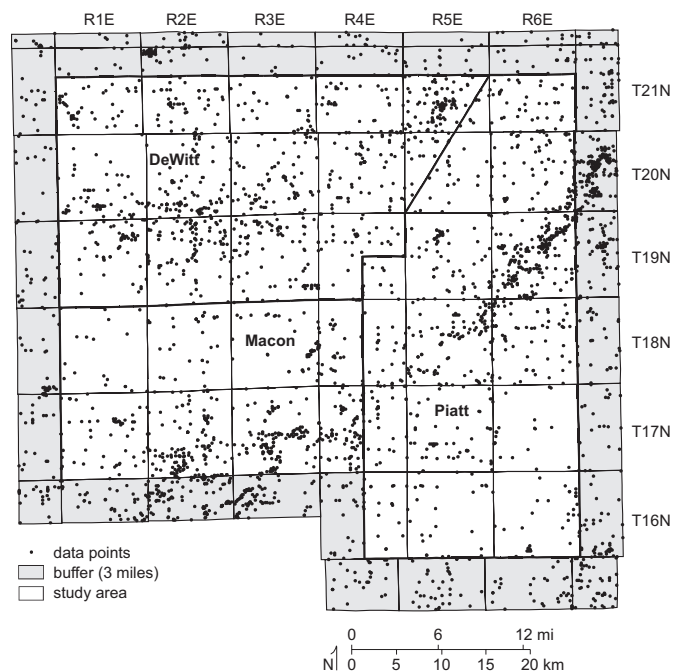 R1E R2E R3E R4E R5E R6E
T21N
DeWitt
T20N
T19N
Macon
T18N
Piatt
T17N
T16N
data points
buffer (3 miles)
study area
0 6 12 mi
N 0 5 10 15 20 km